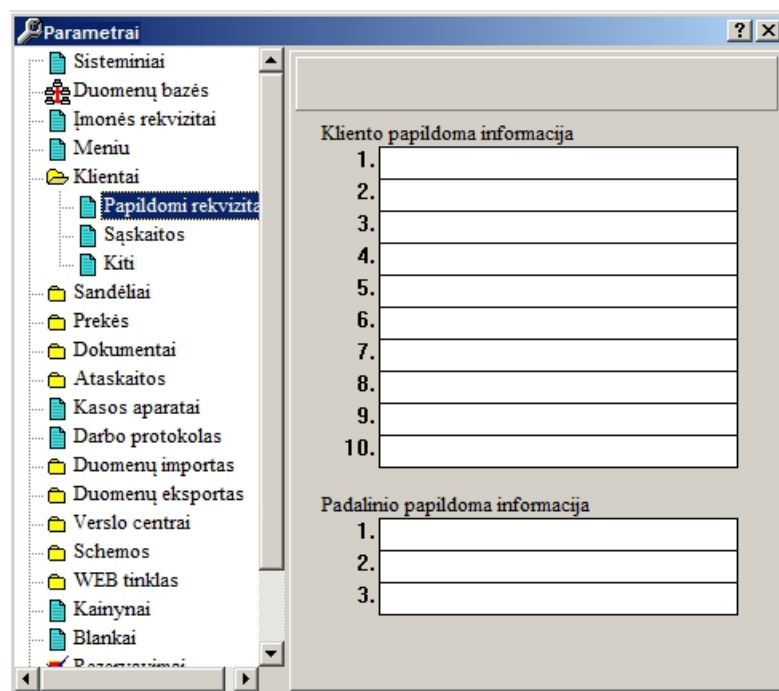 Parametrai
Sisteminiai
Duomenų bazės
Įmonės rekvizitai
Meniu
Klientai
Papildomi rekvizita
Sąskaitos
Kiti
Sandėliai
Prekės
Dokumentai
Ataskaitos
Kasos aparatai
Darbo protokolas
Duomenų importas
Duomenų eksportas
Verslo centrai
Schemos
WEB tinklas
Kainynai
Blankai
Rezervavimai
Kliento papildoma informacija
1.
2.
3.
4.
5.
6.
7.
8.
9.
10.
Padalinio papildoma informacija
1.
2.
3.